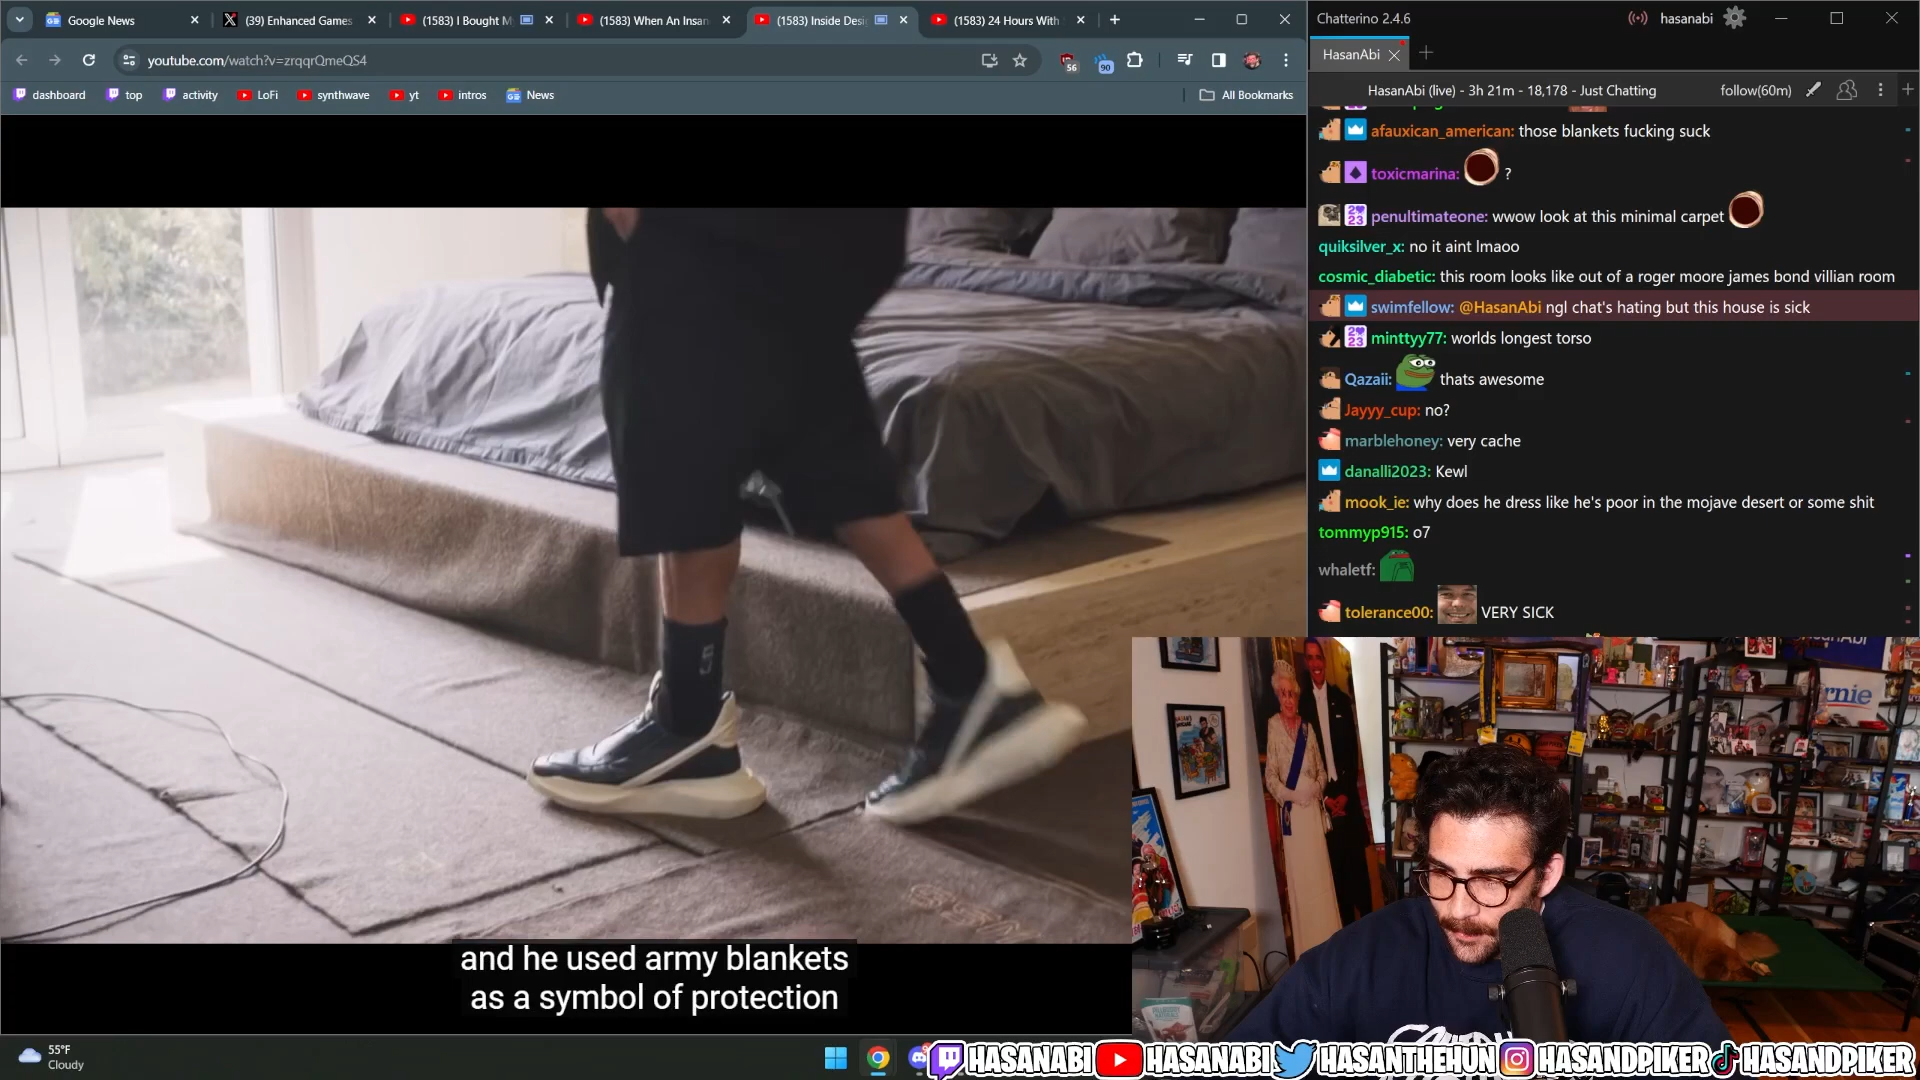 Google News
(39) Enhanced Games
(1583) I Bought M
(1583) When An Insan
(1583) Inside Desi
(1583) 24 Hours With
youtube.com/watch?v=zrqqrQmeQS4
56
90
dashboard
top
activity
LoFi
synthwave
yt
intros
News
All Bookmarks
Chatterino 2.4.6
hasanabi
HasanAbi
HasanAbi (live) - 3h 21m - 18,178 - Just Chatting
follow(60m)
afauxican_american: those blankets fucking suck
toxicmarina: ?
penultimateone: wwow look at this minimal carpet
quiksilver_x: no it aint lmaoo
cosmic_diabetic: this room looks like out of a roger moore james bond villian room
swimfellow: @HasanAbi ngl chat's hating but this house is sick
minttyy77: worlds longest torso
Qazaii: thats awesome
Jayyy_cup: no?
marblehoney: very cache
danalli2023: Kewl
mook_ie: why does he dress like he's poor in the mojave desert or some shit
tommyp915: o7
whaletf:
tolerance00: VERY SICK
and he used army blankets
as a symbol of protection
55°F
Cloudy
HASANABI HASANABI HASANTHEHUN HASANDPIKER HASANDPIKER